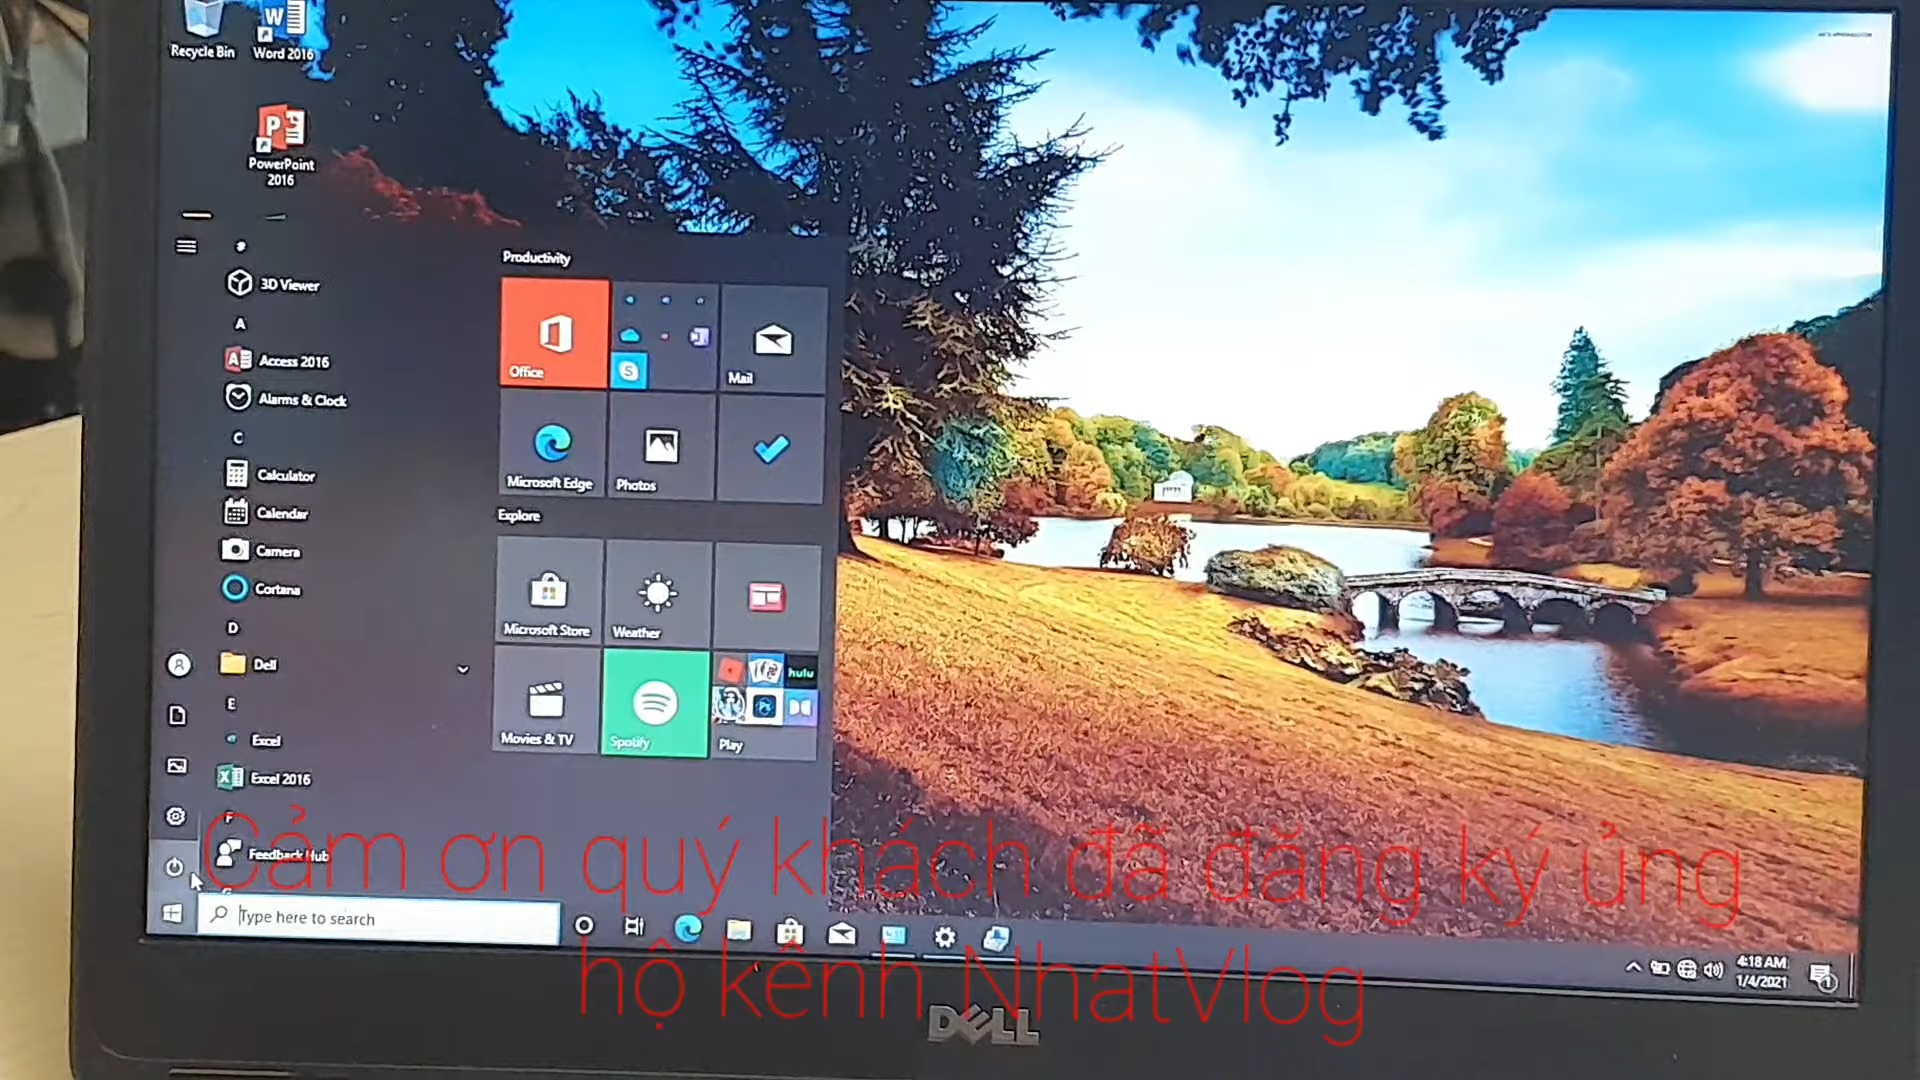 Recycle Bin
Word 2016
PowerPoint
2016
#
3D Viewer
A
Access 2016
Alarms & Clock
C
Calculator
Calendar
Camera
Cortana
D
Dell
E
Excel
Excel 2016
F
Feedback Hub
G
Productivity
Office
Mail
Microsoft Edge
Photos
Explore
Microsoft Store
Weather
Movies & TV
Spotify
hulu
Play
Type here to search
4:18 AM
1/4/2021
Cảm ơn quý khách đã đăng ký ủng
hộ kênh NhatVlog
DELL